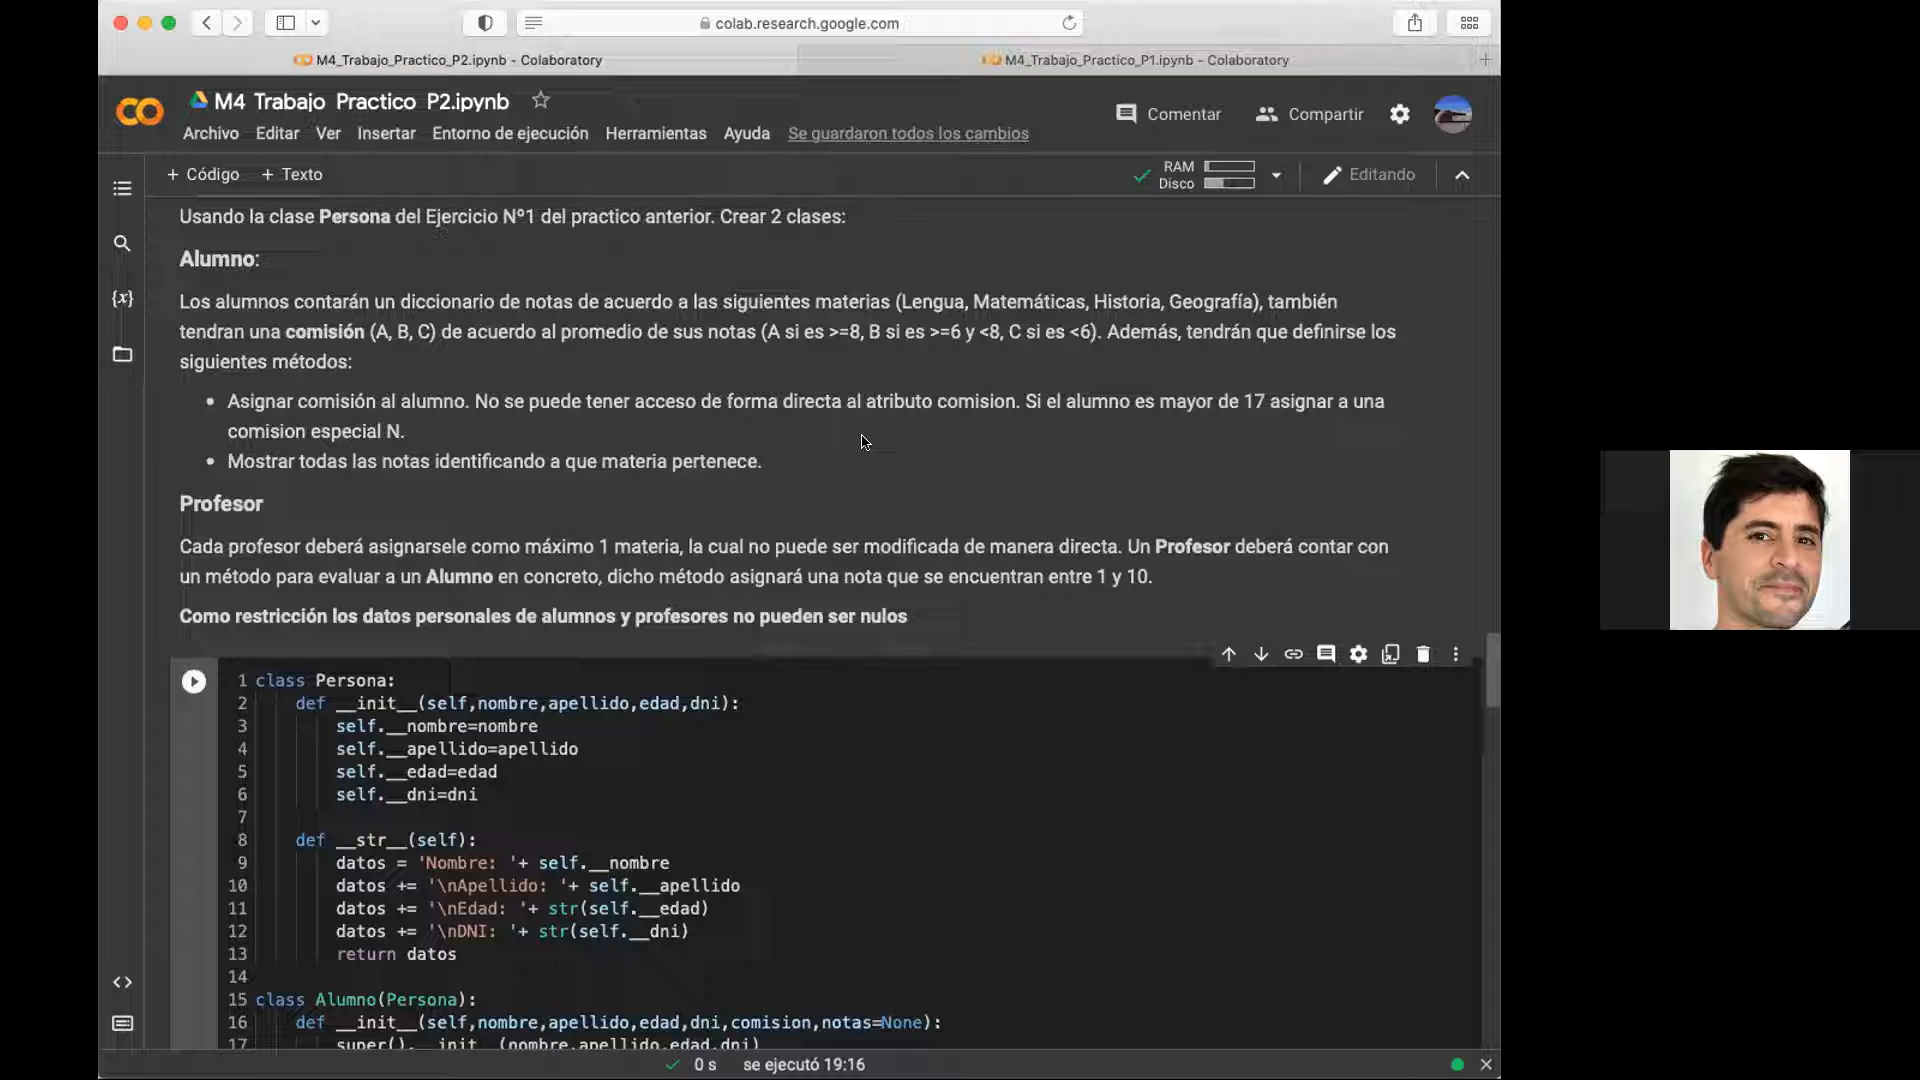 colab.research.google.com
M4_Trabajo_Practico_P2.ipynb - Colaboratory
M4_Trabajo_Practico_P1.ipynb - Colaboratory
M4 Trabajo Practico P2.ipynb
Comentar
Compartir
Archivo Editar Ver Insertar Entorno de ejecución Herramientas Ayuda Se guardaron todos los cambios
+ Código + Texto
RAM
Disco
Editando
Usando la clase Persona del Ejercicio Nº1 del practico anterior. Crear 2 clases:
Alumno:
Los alumnos contarán un diccionario de notas de acuerdo a las siguientes materias (Lengua, Matemáticas, Historia, Geografía), también
tendran una comisión (A, B, C) de acuerdo al promedio de sus notas (A si es >=8, B si es >=6 y <8, C si es <6). Además, tendrán que definirse los
siguientes métodos:
• Asignar comisión al alumno. No se puede tener acceso de forma directa al atributo comision. Si el alumno es mayor de 17 asignar a una
comision especial N.
• Mostrar todas las notas identificando a que materia pertenece.
Profesor
Cada profesor deberá asignarsele como máximo 1 materia, la cual no puede ser modificada de manera directa. Un Profesor deberá contar con
un método para evaluar a un Alumno en concreto, dicho método asignará una nota que se encuentran entre 1 y 10.
Como restricción los datos personales de alumnos y profesores no pueden ser nulos
1 class Persona:
2 def __init__(self,nombre,apellido,edad,dni):
3 self.__nombre=nombre
4 self.__apellido=apellido
5 self.__edad=edad
6 self.__dni=dni
7
8 def __str__(self):
9 datos = 'Nombre: '+ self.__nombre
10 datos += '\nApellido: '+ self.__apellido
11 datos += '\nEdad: '+ str(self.__edad)
12 datos += '\nDNI: '+ str(self.__dni)
13 return datos
14
15 class Alumno(Persona):
16 def __init__(self,nombre,apellido,edad,dni,comision,notas=None):
17 super().__init__(nombre,apellido,edad,dni)
0 s se ejecutó 19:16